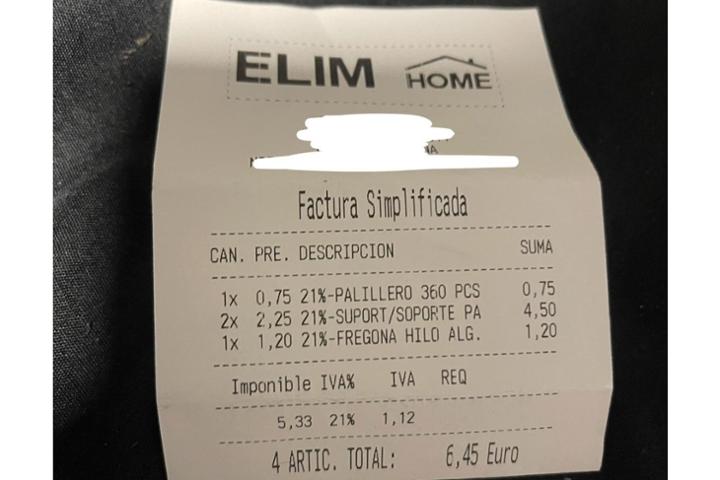 ELIM HOME
Factura Simplificada
CAN. PRE. DESCRIPCION SUMA
1x 0,75 21%-PALILLERO 360 PCS 0,75
2x 2,25 21%-SUPORT/SOPORTE PA 4,50
1x 1,20 21%-FREGONA HILO ALG. 1,20
Imponible IVA% IVA REQ
5,33 21% 1,12
4 ARTIC. TOTAL: 6,45 Euro